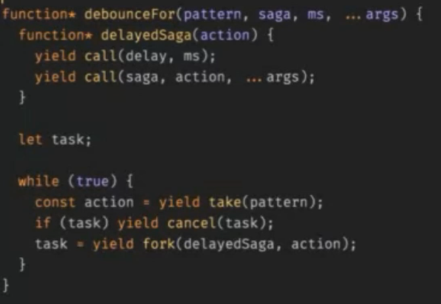 function* debounceFor(pattern, saga, ms, ...args) {
function* delayedSaga(action) {
yield call(delay, ms);
yield call(saga, action, ...args);
}
let task;
while (true) {
const action = yield take(pattern);
if (task) yield cancel(task);
task = yield fork(delayedSaga, action);
}
}